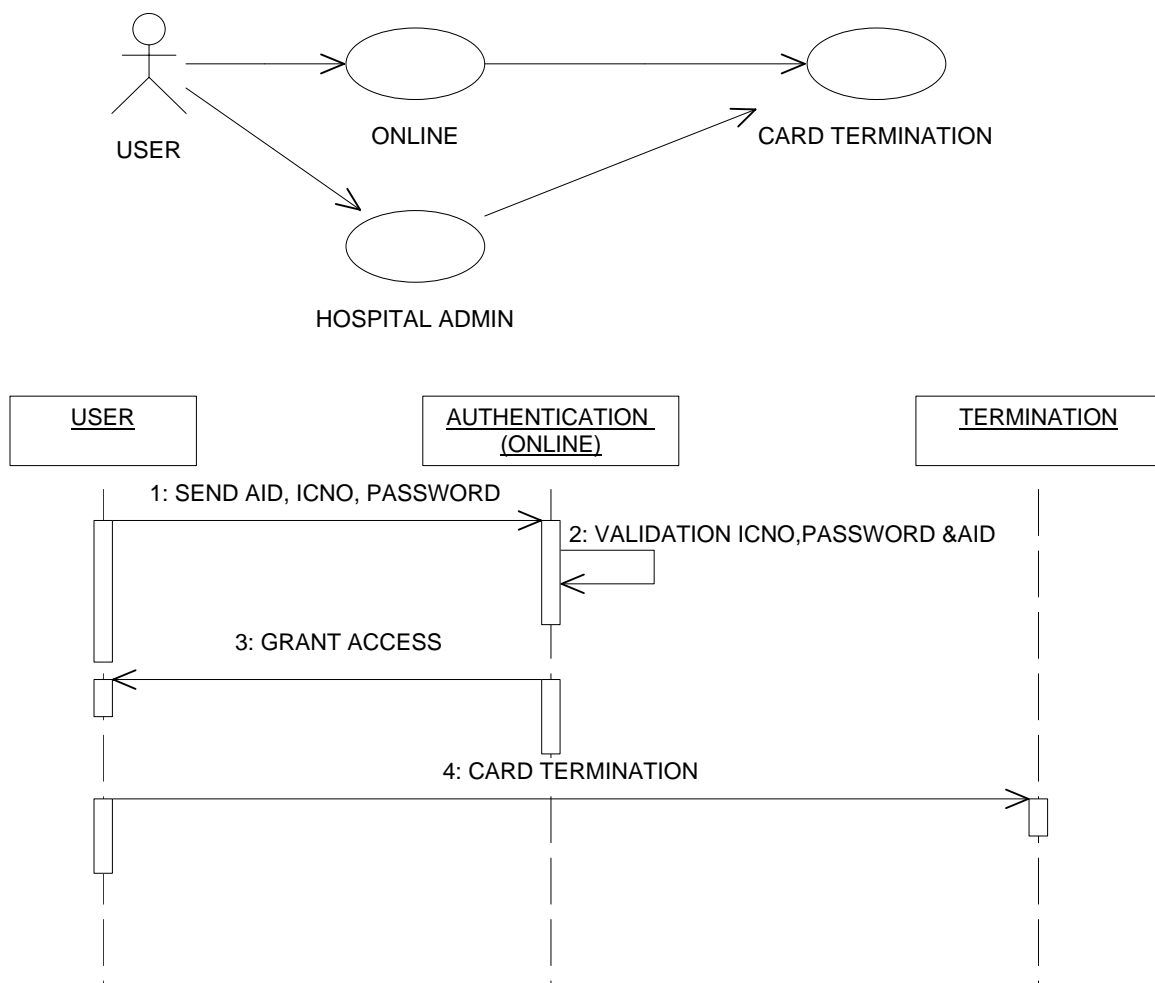 USER
ONLINE
CARD TERMINATION
HOSPITAL ADMIN
USER
AUTHENTICATION
(ONLINE)
TERMINATION
1: SEND AID, ICNO, PASSWORD
2: VALIDATION ICNO,PASSWORD &AID
3: GRANT ACCESS
4: CARD TERMINATION